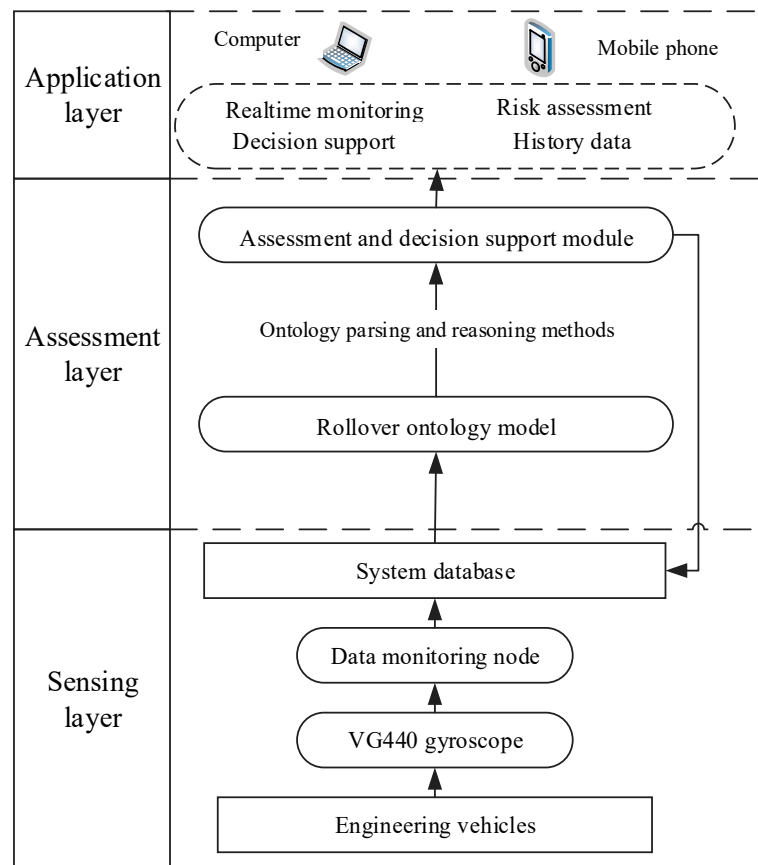 Computer
Mobile phone
Application
layer
Realtime monitoring
Risk assessment
Decision support
History data
Assessment and decision support module
Assessment
layer
Ontology parsing and reasoning methods
Rollover ontology model
System database
Sensing
layer
Data monitoring node
VG440 gyroscope
Engineering vehicles